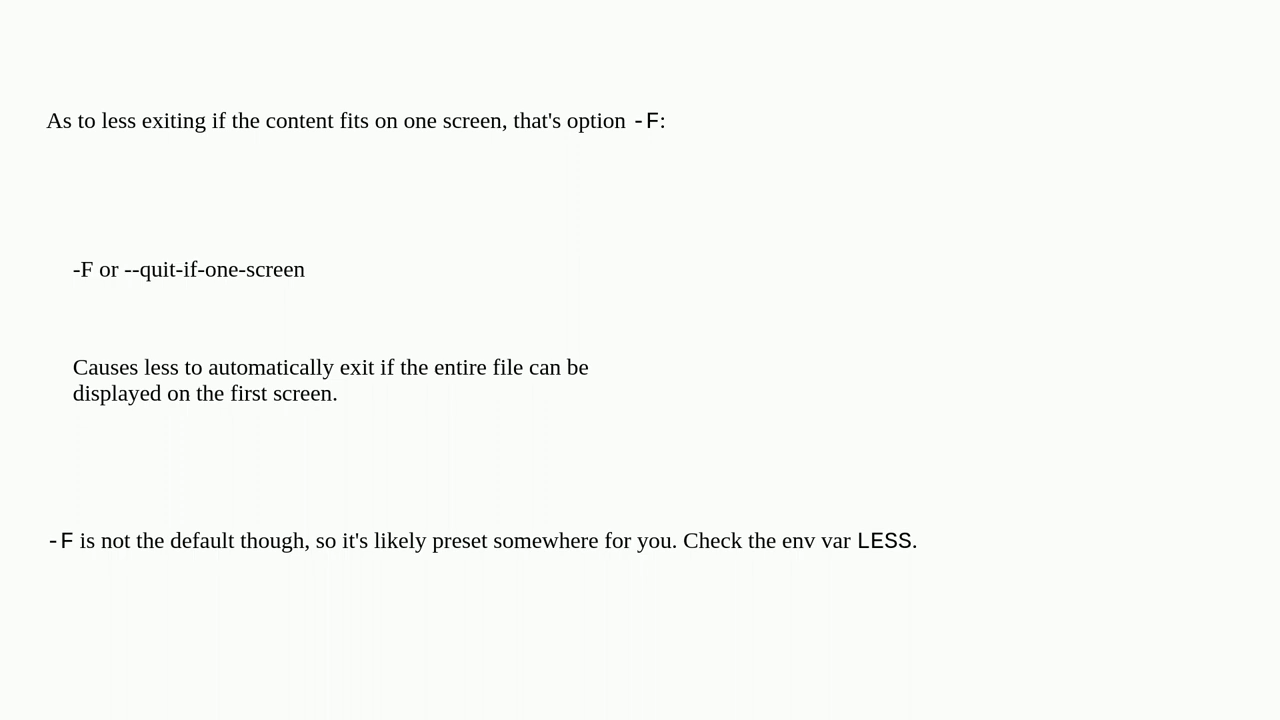 As to less exiting if the content fits on one screen, that's option -F:
-F or --quit-if-one-screen
Causes less to automatically exit if the entire file can be
displayed on the first screen.
-F is not the default though, so it's likely preset somewhere for you. Check the env var LESS.